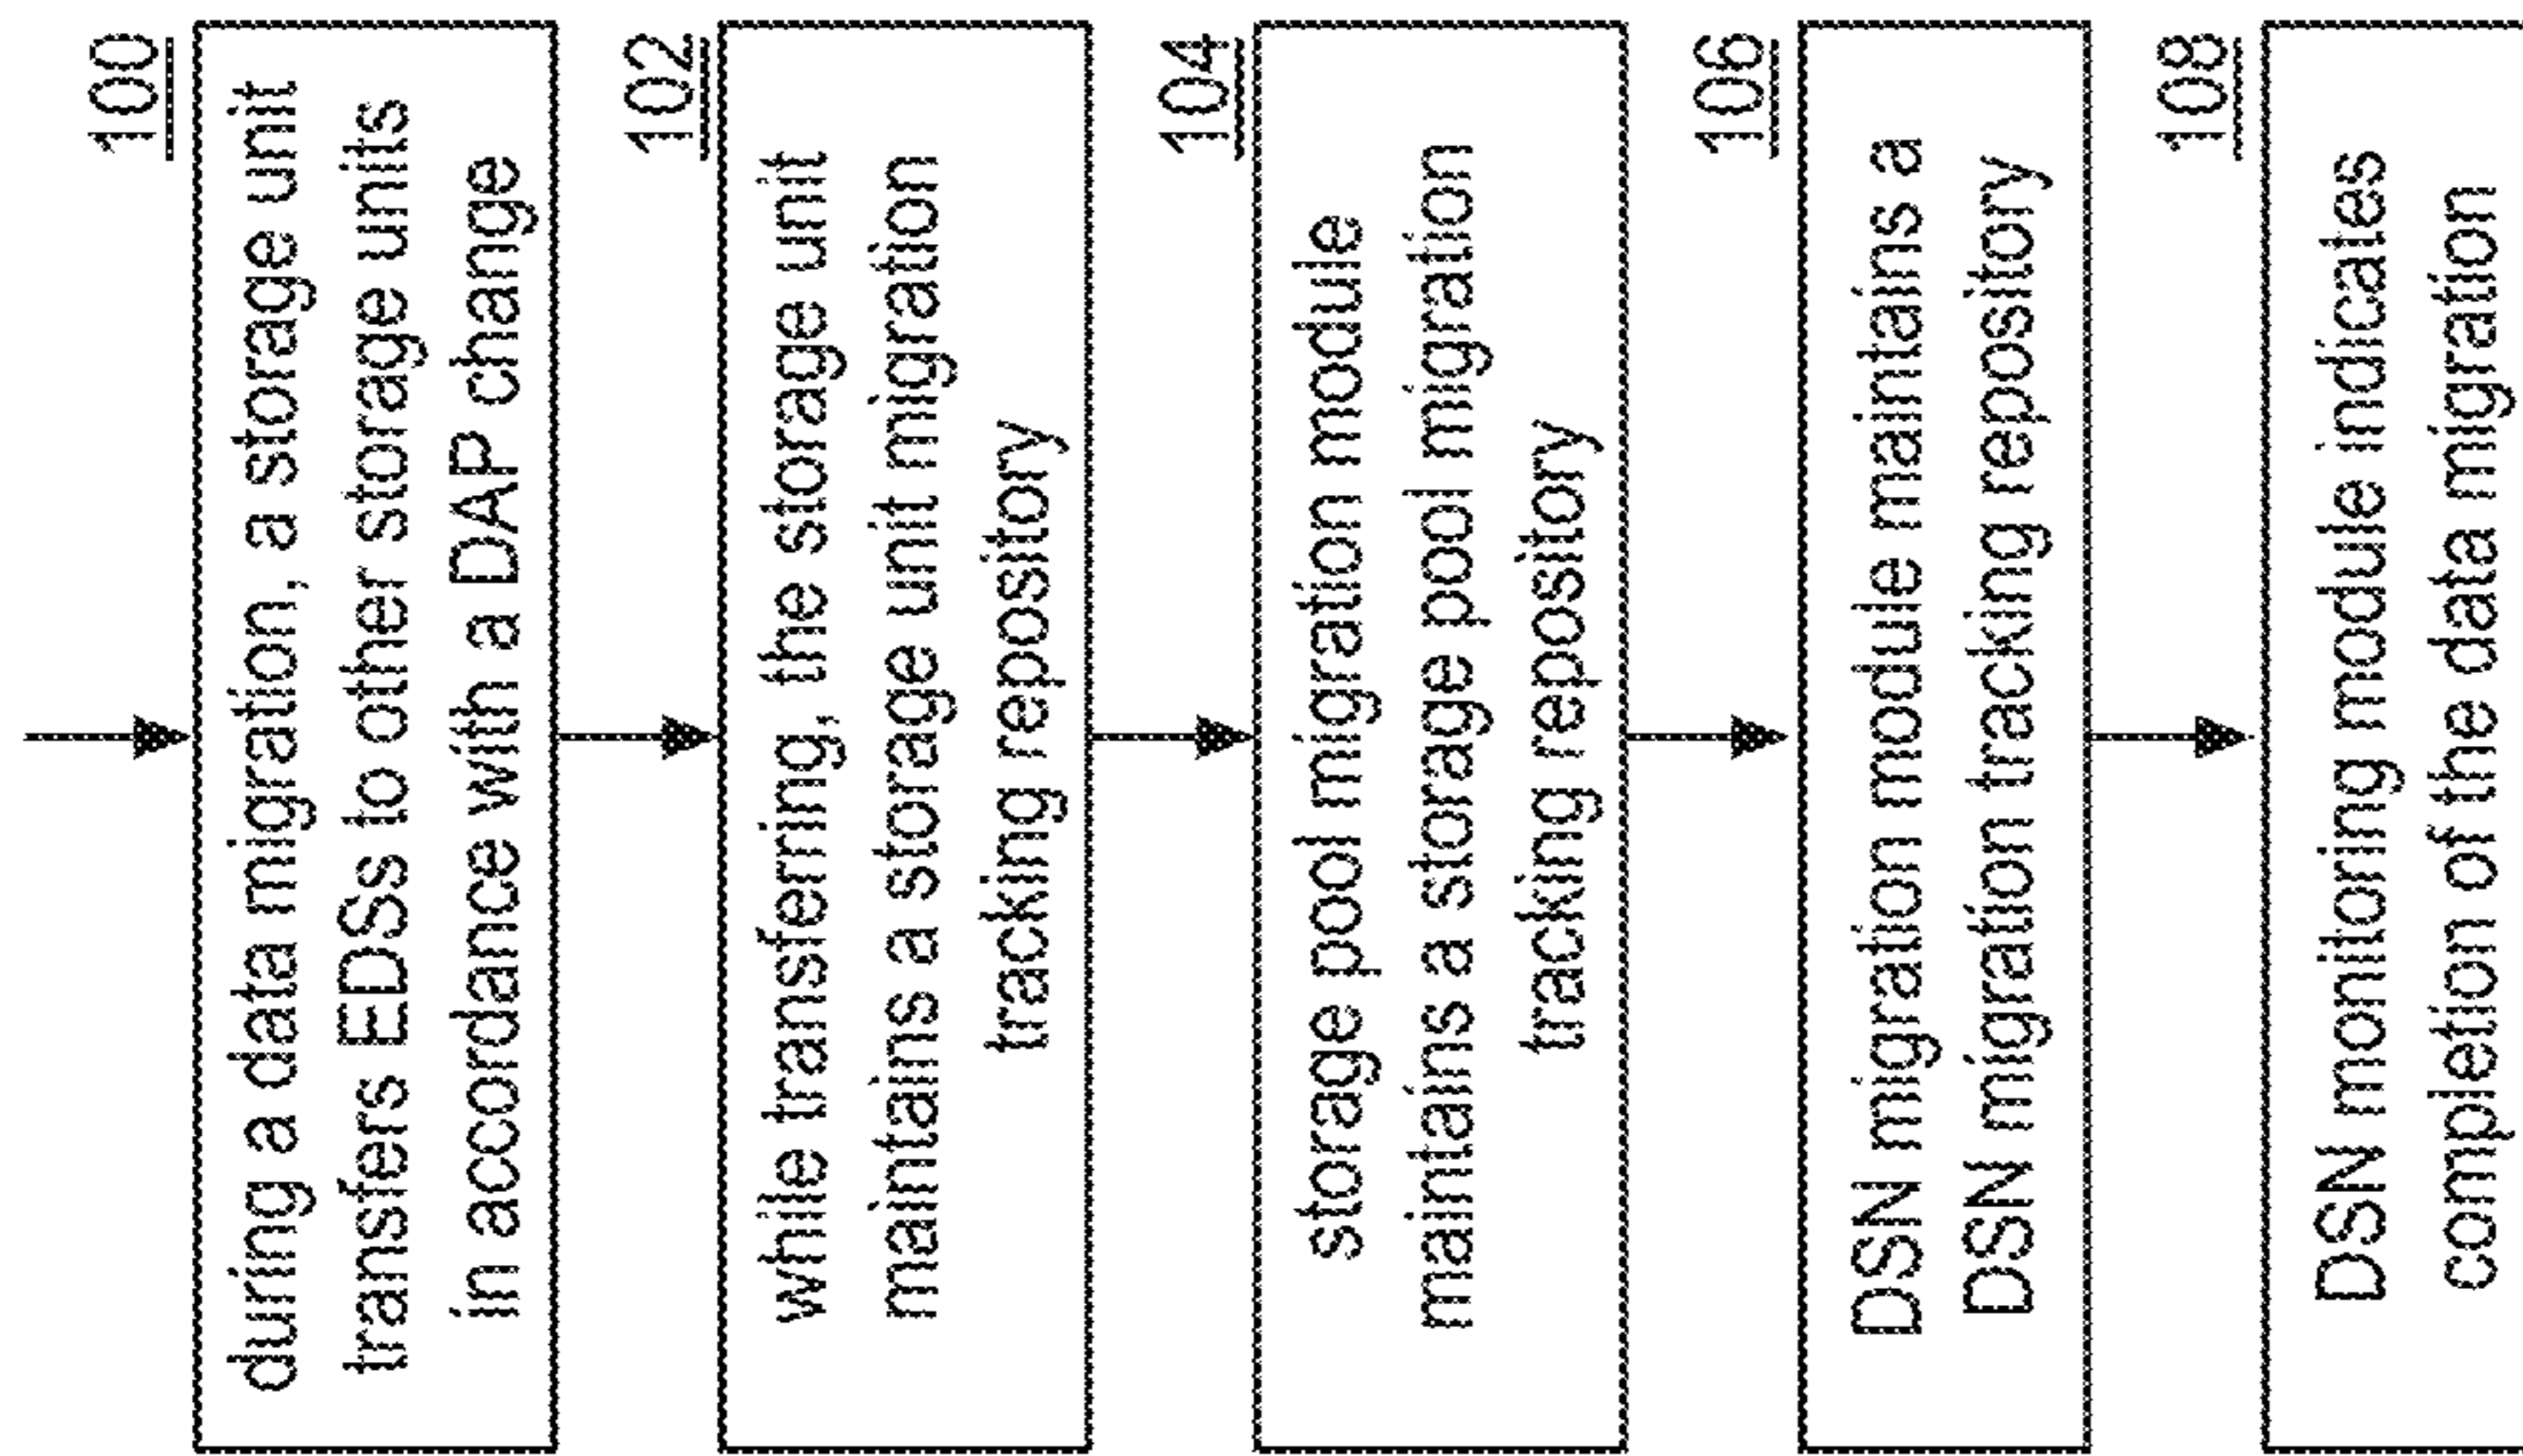 100
during a data migration, a storage unit
transfers EDSs to other storage units
in accordance with a DAP change
102
while transferring, the storage unit
maintains a storage unit migration
tracking repository
104
storage pool migration module
maintains a storage pool migration
tracking repository
106
DSN migration module maintains a
DSN migration tracking repository
108
DSN monitoring module indicates
completion of the data migration